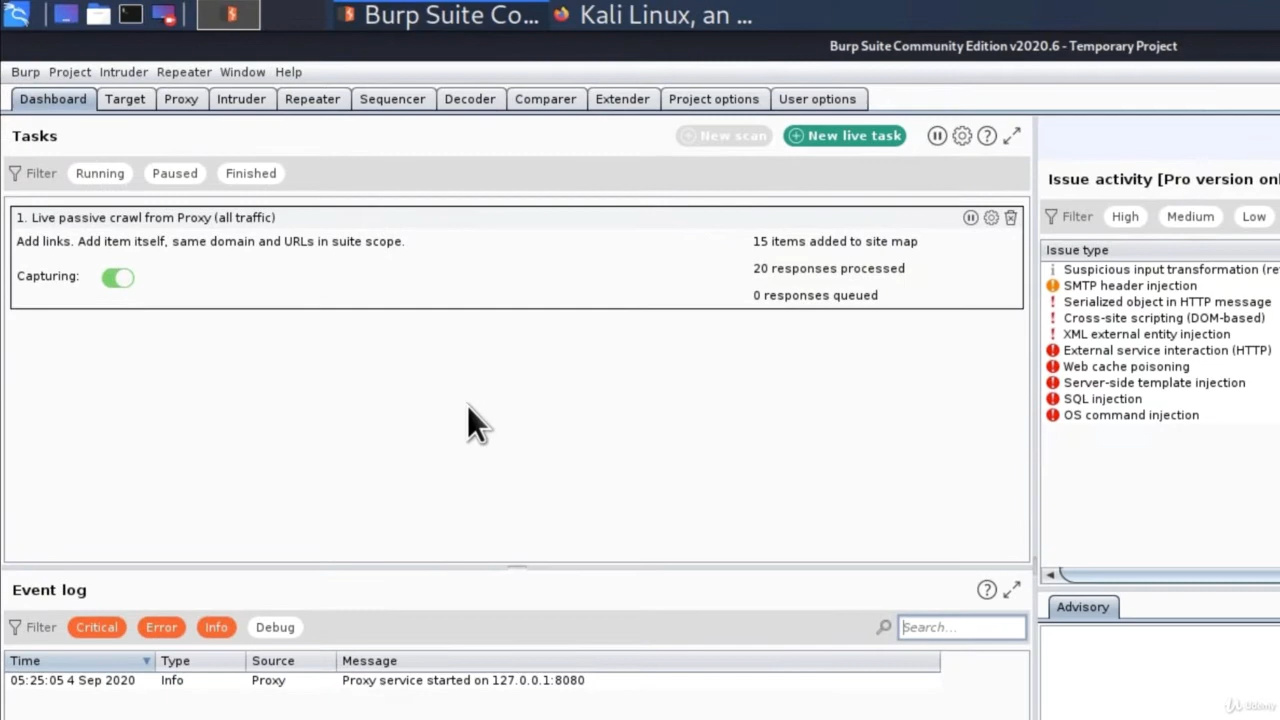 Burp Suite Co... Kali Linux, an ...
Burp Suite Community Edition v2020.6 - Temporary Project
Burp Project Intruder Repeater Window Help
Dashboard Target Proxy Intruder Repeater Sequencer Decoder Comparer Extender Project options User options
Tasks
New scan New live task
Filter Running Paused Finished
1. Live passive crawl from Proxy (all traffic)
Add links. Add item itself, same domain and URLs in suite scope.
Capturing:
15 items added to site map
20 responses processed
0 responses queued
Issue activity [Pro version onl
Filter High Medium Low
Issue type
Suspicious input transformation (re
SMTP header injection
Serialized object in HTTP message
Cross-site scripting (DOM-based)
XML external entity injection
External service interaction (HTTP)
Web cache poisoning
Server-side template injection
SQL injection
OS command injection
Event log
Filter Critical Error Info Debug
Search...
Time Type Source Message
05:25:05 4 Sep 2020 Info Proxy Proxy service started on 127.0.0.1:8080
Advisory
Udemy